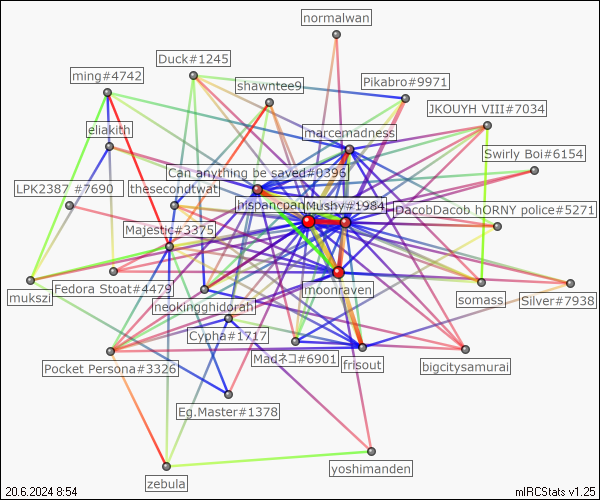 normalwan
Duck#1245
ming#4742
shawntee9
Pikabro#9971
JKOUYH VIII#7034
eliakith
marcemadness
Swirly Boi#6154
Can anything be saved#0396
LPK2387 #7690
thesecondtwat
hispancpan
Mushy#1984
DacobDacob hORNY police#5271
Majestic#3375
Fedora Stoat#4479
moonraven
mukszi
neokingghidorah
somass
Silver#7938
Cypha#1717
Madネコ#6901
frisout
bigcitysamurai
Pocket Persona#3326
Eg.Master#1378
zebula
yoshimanden
20.6.2024 8:54
mIRCStats v1.25